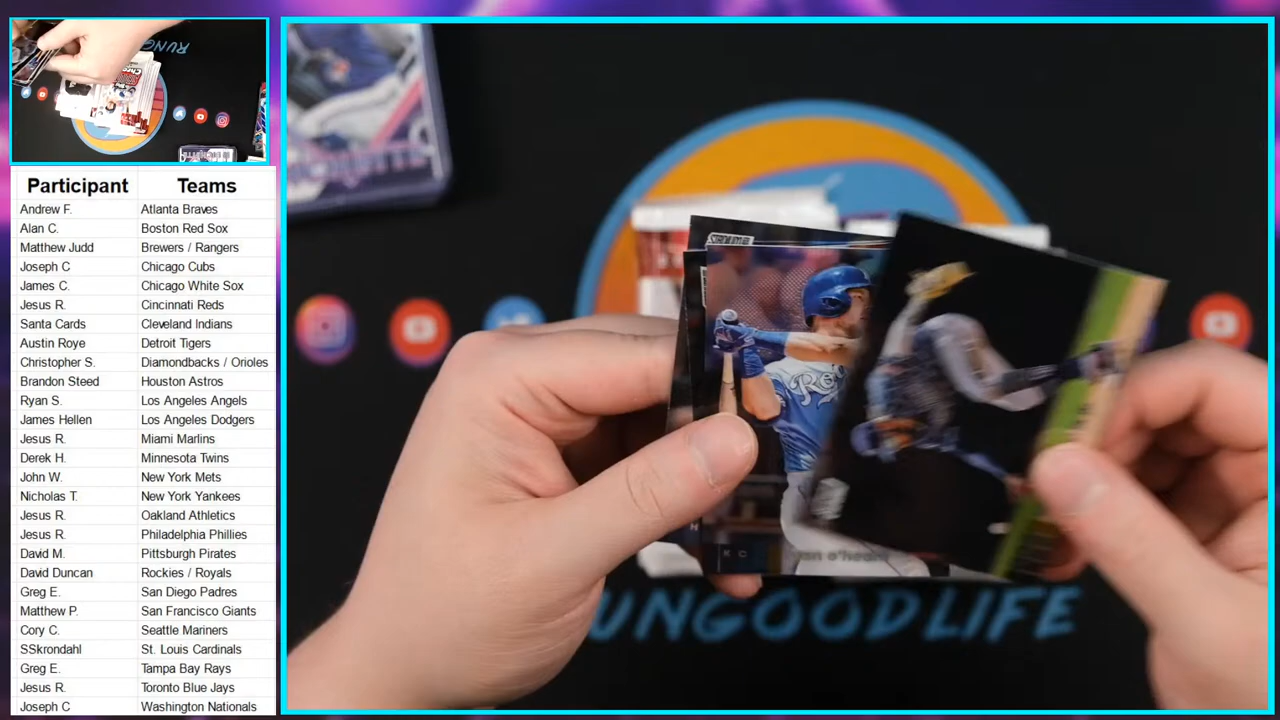 RUNGOODLIFE
Participant Teams
Andrew F. Atlanta Braves
Alan C. Boston Red Sox
Matthew Judd Brewers / Rangers
Joseph C Chicago Cubs
James C. Chicago White Sox
Jesus R. Cincinnati Reds
Santa Cards Cleveland Indians
Austin Roye Detroit Tigers
Christopher S. Diamondbacks / Orioles
Brandon Steed Houston Astros
Ryan S. Los Angeles Angels
James Hellen Los Angeles Dodgers
Jesus R. Miami Marlins
Derek H. Minnesota Twins
John W. New York Mets
Nicholas T. New York Yankees
Jesus R. Oakland Athletics
Jesus R. Philadelphia Phillies
David M. Pittsburgh Pirates
David Duncan Rockies / Royals
Greg E. San Diego Padres
Matthew P. San Francisco Giants
Cory C. Seattle Mariners
SSkrondahl St. Louis Cardinals
Greg E. Tampa Bay Rays
Jesus R. Toronto Blue Jays
Joseph C Washington Nationals
KC